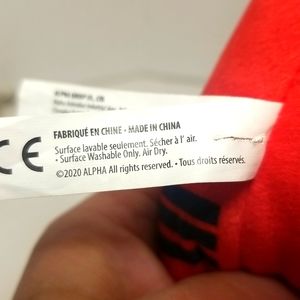 FABRIQUÉ EN CHINE • MADE IN CHINA
CE
Surface lavable seulement. Sécher à l' air.
• Surface Washable Only. Air Dry.
©2020 ALPHA All rights reserved. • Tous droits réservés.